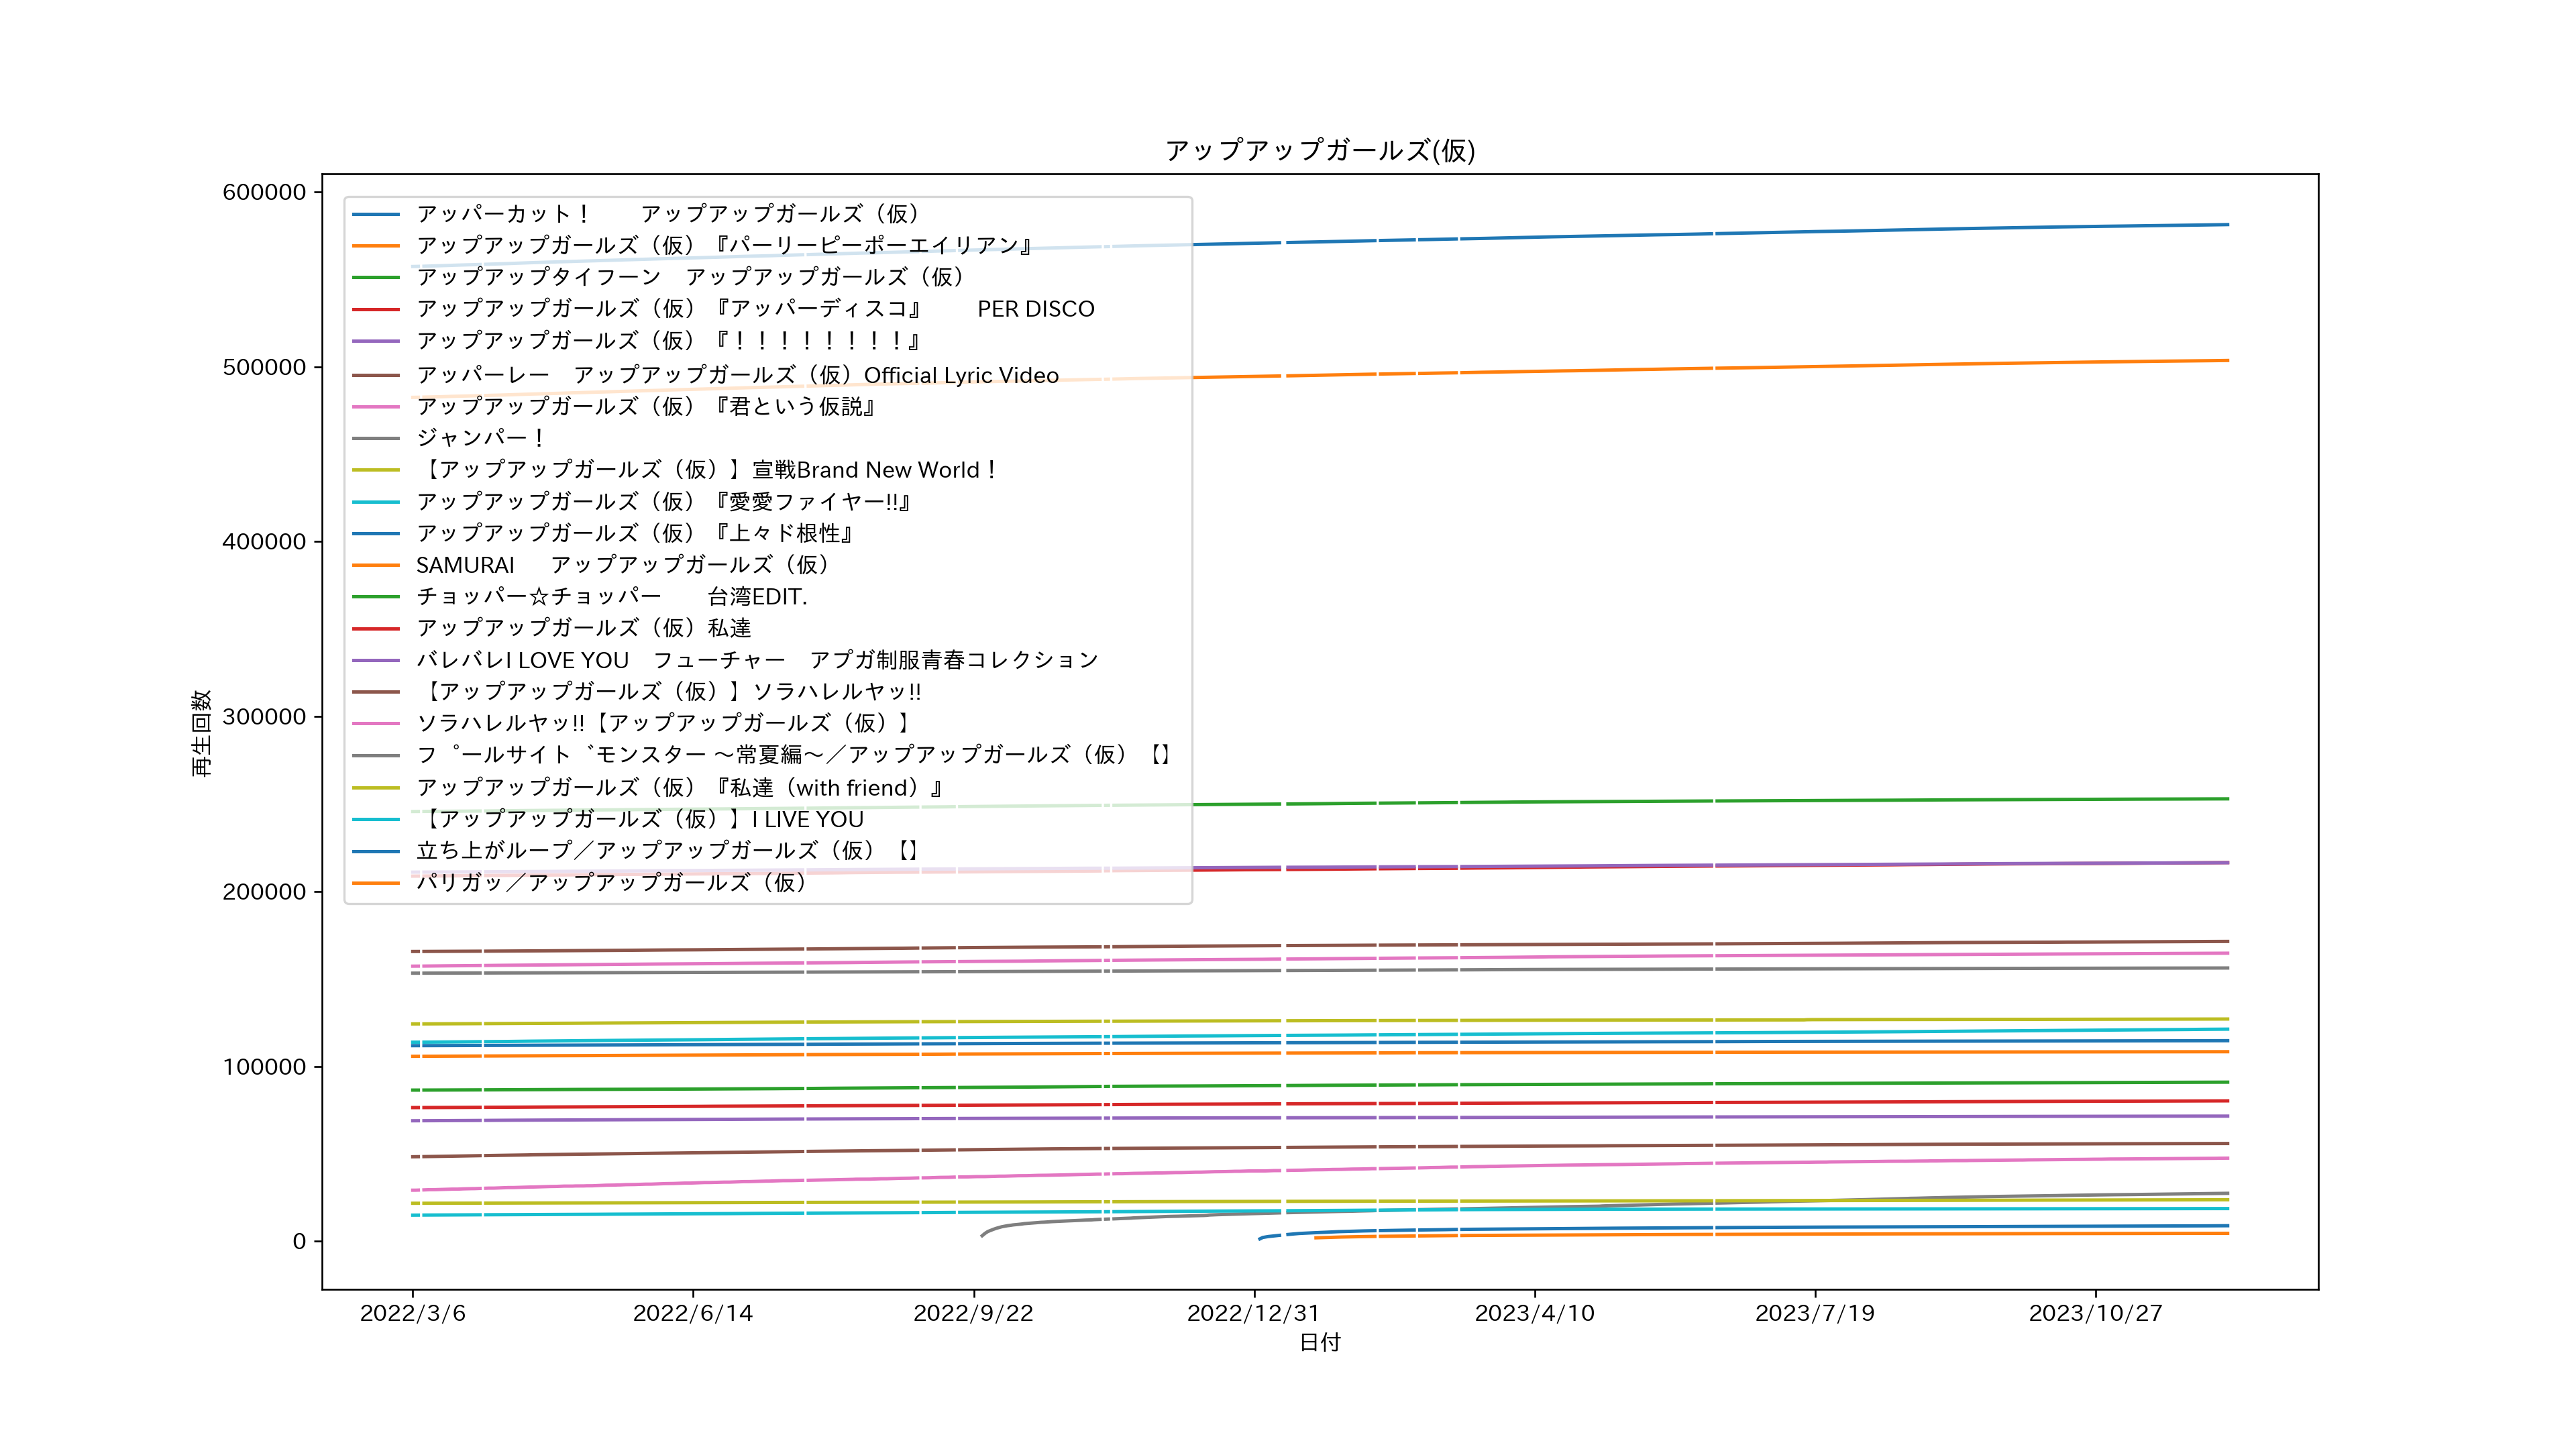 アップアップガールズ(仮)
600000
500000
400000
300000
200000
100000
0
再生回数
アッパーカット！　　アップアップガールズ（仮）
アップアップガールズ（仮）『パーリーピーポーエイリアン』
アップアップタイフーン　アップアップガールズ（仮）
アップアップガールズ（仮）『アッパーディスコ』　　PER DISCO
アップアップガールズ（仮）『！！！！！！！！』
アッパーレー　アップアップガールズ（仮）Official Lyric Video
アップアップガールズ（仮）『君という仮説』
ジャンパー！
【アップアップガールズ（仮）】宣戦Brand New World！
アップアップガールズ（仮）『愛愛ファイヤー!!』
アップアップガールズ（仮）『上々ド根性』
SAMURAI　 アップアップガールズ（仮）
チョッパー☆チョッパー　　台湾EDIT.
アップアップガールズ（仮）私達
バレバレI LOVE YOU　フューチャー　アプガ制服青春コレクション
【アップアップガールズ（仮）】ソラハレルヤッ!!
ソラハレルヤッ!!【アップアップガールズ（仮）】
フ゜ールサイト゛モンスター ～常夏編～／アップアップガールズ（仮）【】
アップアップガールズ（仮）『私達（with friend）』
【アップアップガールズ（仮）】I LIVE YOU
立ち上がループ／アップアップガールズ（仮）【】
パリガッ／アップアップガールズ（仮）
2022/3/6
2022/6/14
2022/9/22
2022/12/31
2023/4/10
2023/7/19
2023/10/27
日付